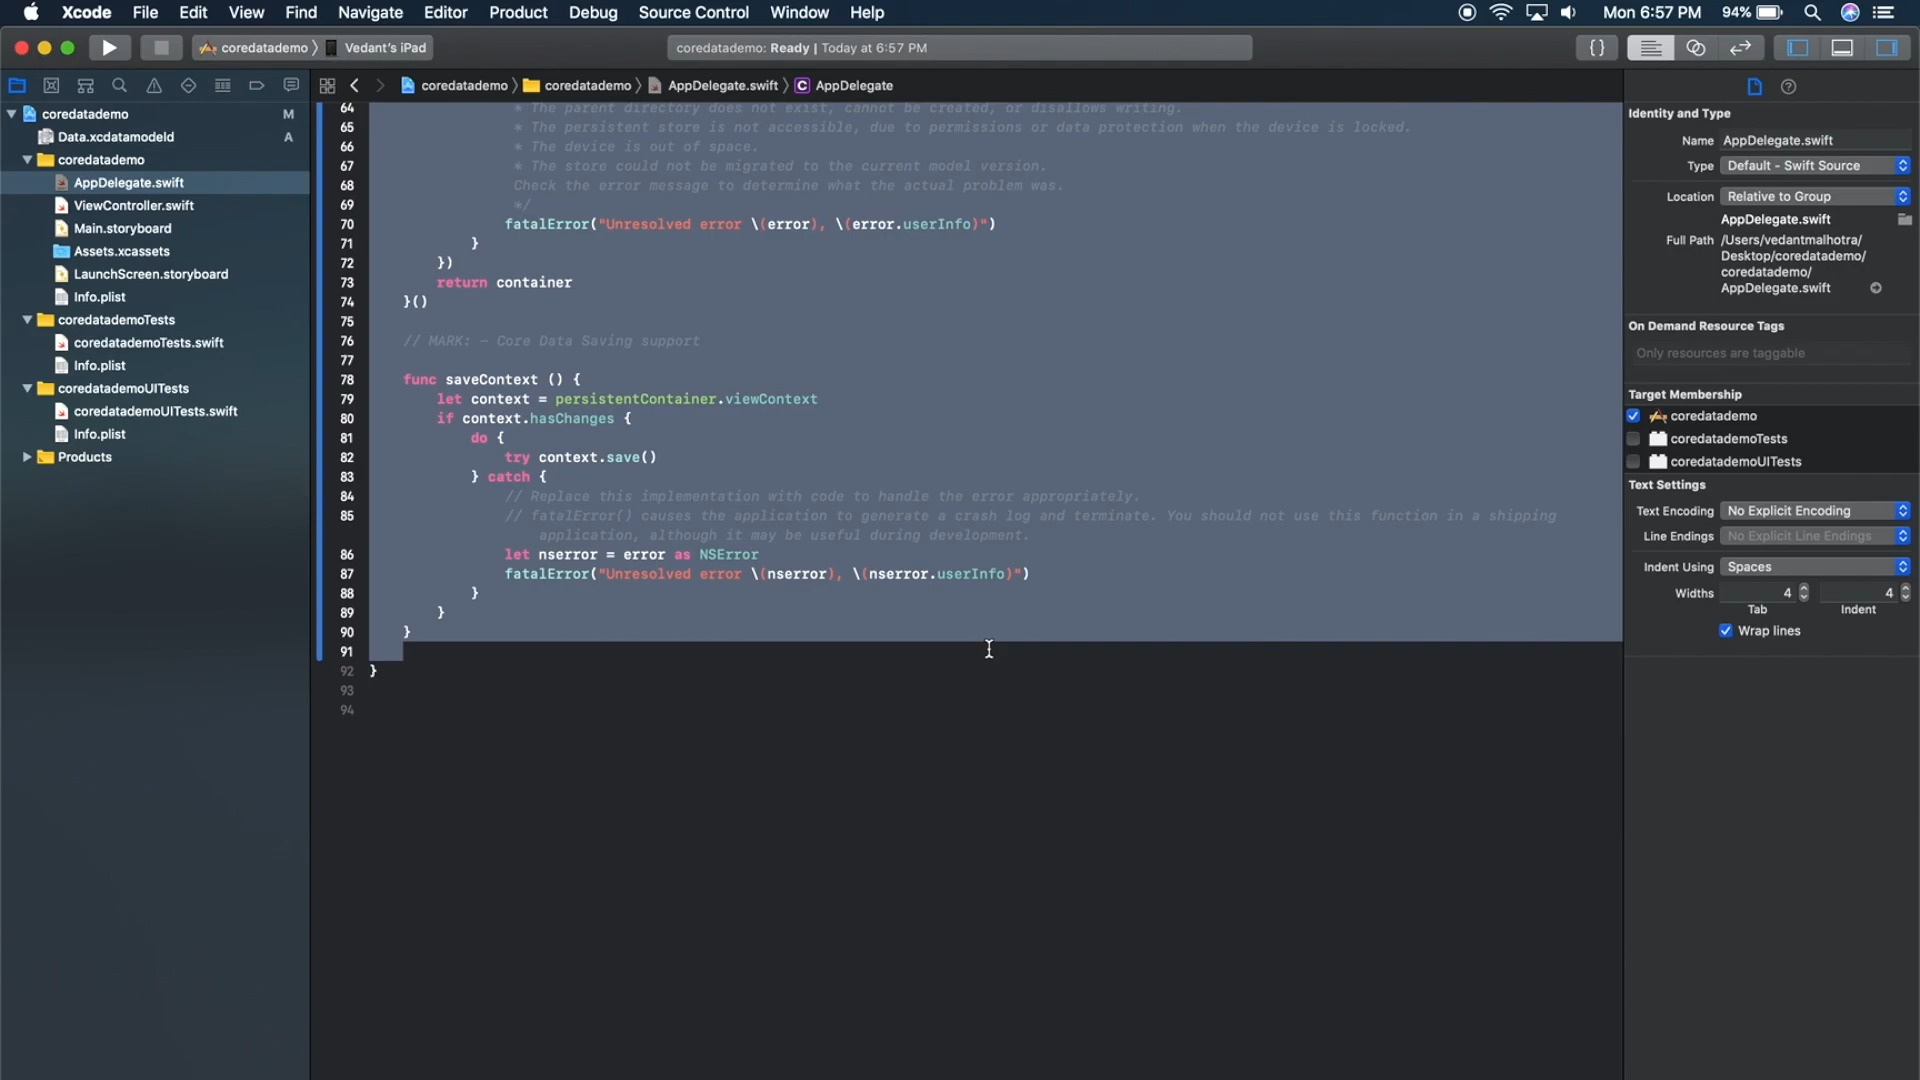 Xcode File Edit View Find Navigate Editor Product Debug Source Control Window Help Mon 6:57 PM 94%
coredatademo 〉 Vedant's iPad
coredatademo: Ready | Today at 6:57 PM
coredatademo 〉 coredatademo 〉 AppDelegate.swift 〉 C AppDelegate
coredatademo M
Data.xcdatamodeld A
coredatademo
AppDelegate.swift
ViewController.swift
Main.storyboard
Assets.xcassets
LaunchScreen.storyboard
Info.plist
coredatademoTests
coredatademoTests.swift
Info.plist
coredatademoUITests
coredatademoUITests.swift
Info.plist
Products
64 * The parent directory does not exist, cannot be created, or disallows writing.
65 * The persistent store is not accessible, due to permissions or data protection when the device is locked.
66 * The device is out of space.
67 * The store could not be migrated to the current model version.
68 Check the error message to determine what the actual problem was.
69 */
70 fatalError("Unresolved error \(error), \(error.userInfo)")
71 }
72 })
73 return container
74 }()
75
76 // MARK: - Core Data Saving support
77
78 func saveContext () {
79 let context = persistentContainer.viewContext
80 if context.hasChanges {
81 do {
82 try context.save()
83 } catch {
84 // Replace this implementation with code to handle the error appropriately.
85 // fatalError() causes the application to generate a crash log and terminate. You should not use this function in a shipping
application, although it may be useful during development.
86 let nserror = error as NSError
87 fatalError("Unresolved error \(nserror), \(nserror.userInfo)")
88 }
89 }
90 }
91
92 }
93
94
Identity and Type
Name AppDelegate.swift
Type Default - Swift Source
Location Relative to Group
AppDelegate.swift
Full Path /Users/vedantmalhotra/
Desktop/coredatademo/
coredatademo/
AppDelegate.swift
On Demand Resource Tags
Only resources are taggable
Target Membership
coredatademo
coredatademoTests
coredatademoUITests
Text Settings
Text Encoding No Explicit Encoding
Line Endings No Explicit Line Endings
Indent Using Spaces
Widths 4 4
Tab Indent
Wrap lines